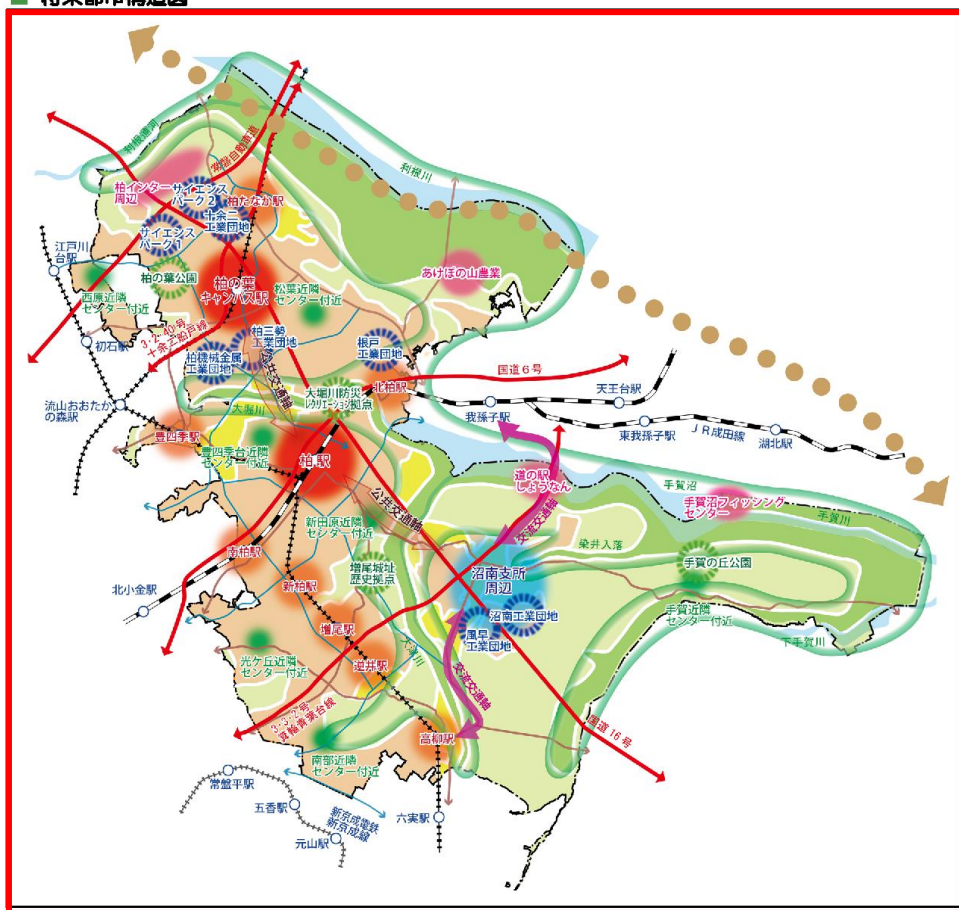 将来都市構造図
利根運河
常磐自動車道
利根川
柏インター
周辺
サイエンス
パーク2
柏たなか駅
十余二
工業団地
サイエンス
パーク1
江戸川
台駅
柏の葉公園
柏の葉
キャンパス駅
あけぼの山農業
西原近隣
センター付近
松葉近隣
センター付近
3・2・40号
十余二船戸線
初石駅
柏三勢
工業団地
柏機械金属
工業団地
根戸
工業団地
公共交通軸
国道6号
北柏駅
大堀川防災
レクリエーション拠点
大堀川
流山おおたか
の森駅
天王台駅
我孫子駅
東我孫子駅
JR成田線
湖北駅
豊四季駅
豊四季台近隣
センター付近
柏駅
道の駅
しょうなん
手賀沼
手賀沼フィッシング
センター
手賀川
公共交通軸
交流交通軸
新田原近隣
センター付近
染井入落
南柏駅
増尾城址
歴史拠点
沼南支所
周辺
手賀の丘公園
北小金駅
新柏駅
沼南工業団地
風早
工業団地
手賀近隣
センター付近
増尾駅
下手賀川
光ケ丘近隣
センター付近
逆井駅
大津川
交流交通軸
3・3・2号
箕輪青葉台線
高柳駅
国道16号
南部近隣
センター付近
常盤平駅
五香駅
新京成電鉄
新京成線
六実駅
元山駅